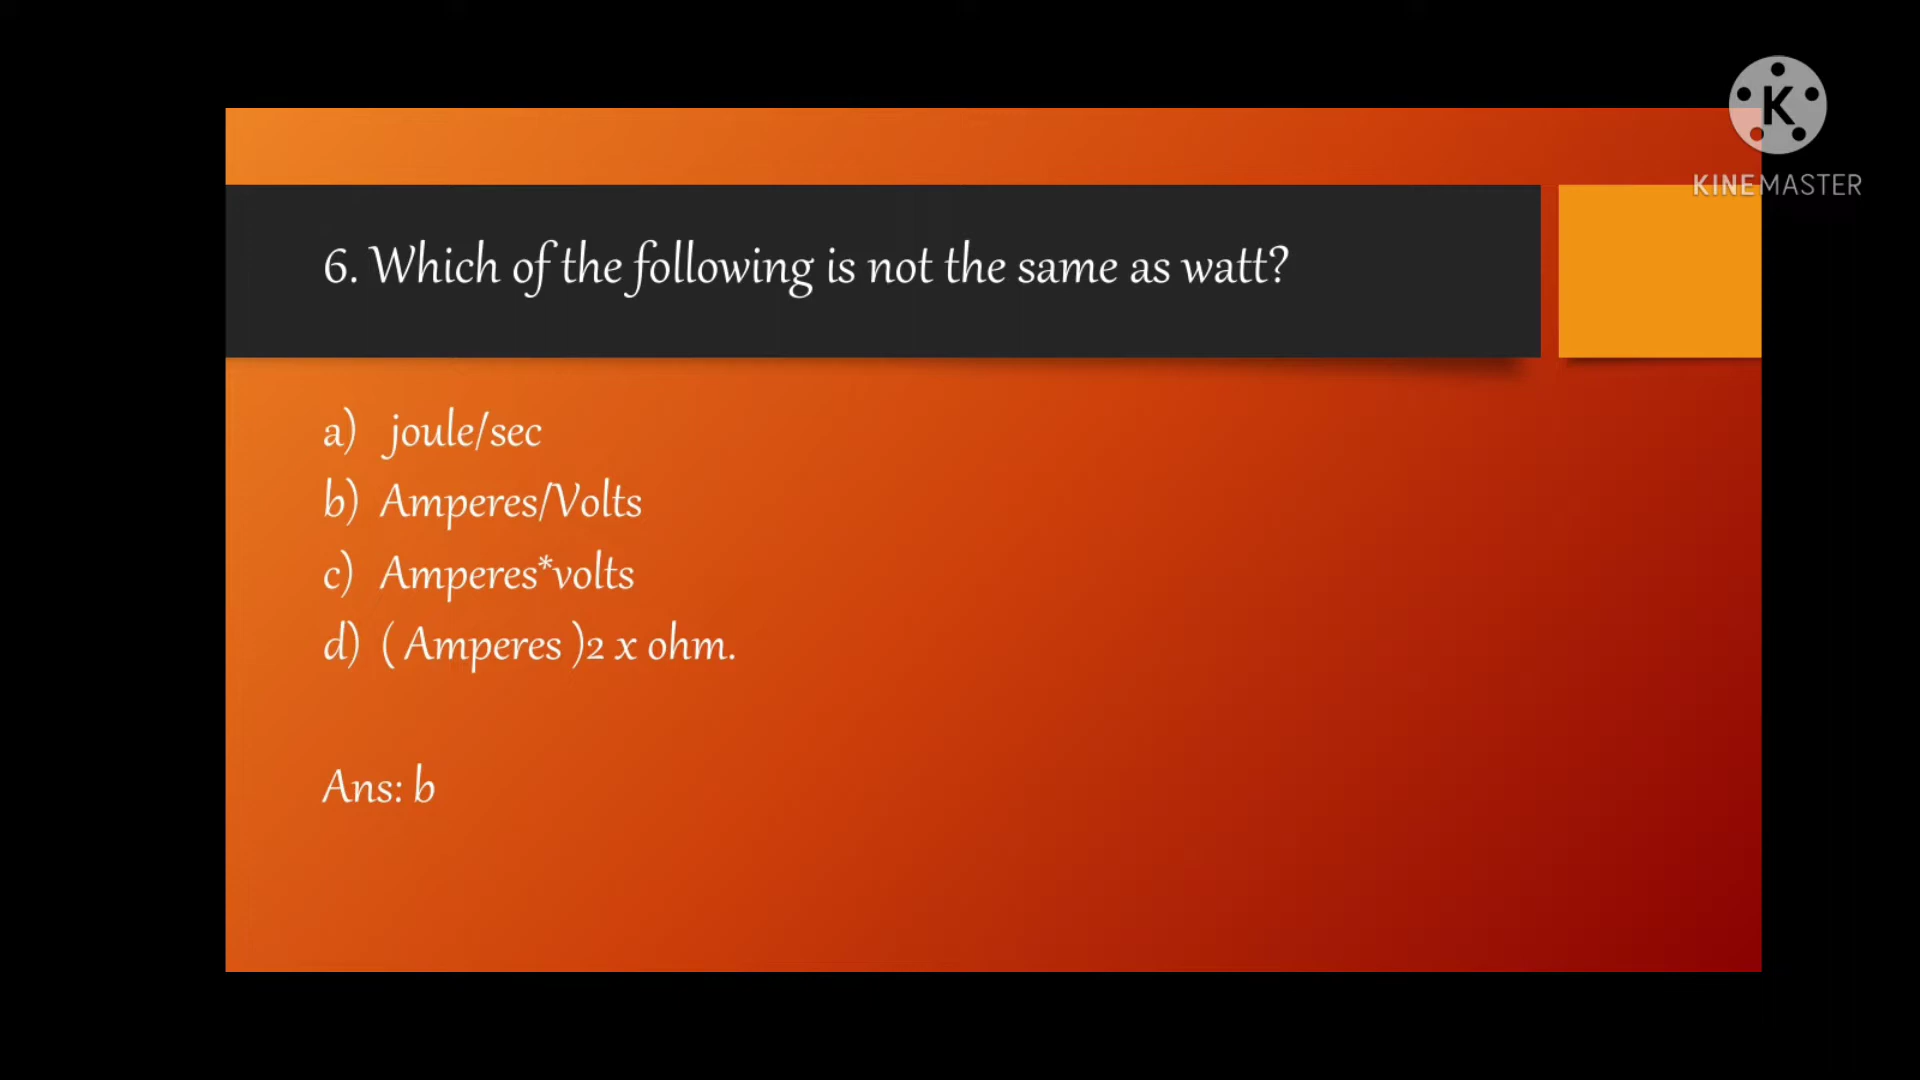 KINEMASTER
6. Which of the following is not the same as watt?
a) joule/sec
b) Amperes/Volts
c) Amperes*volts
d) ( Amperes )2 x ohm.
Ans: b